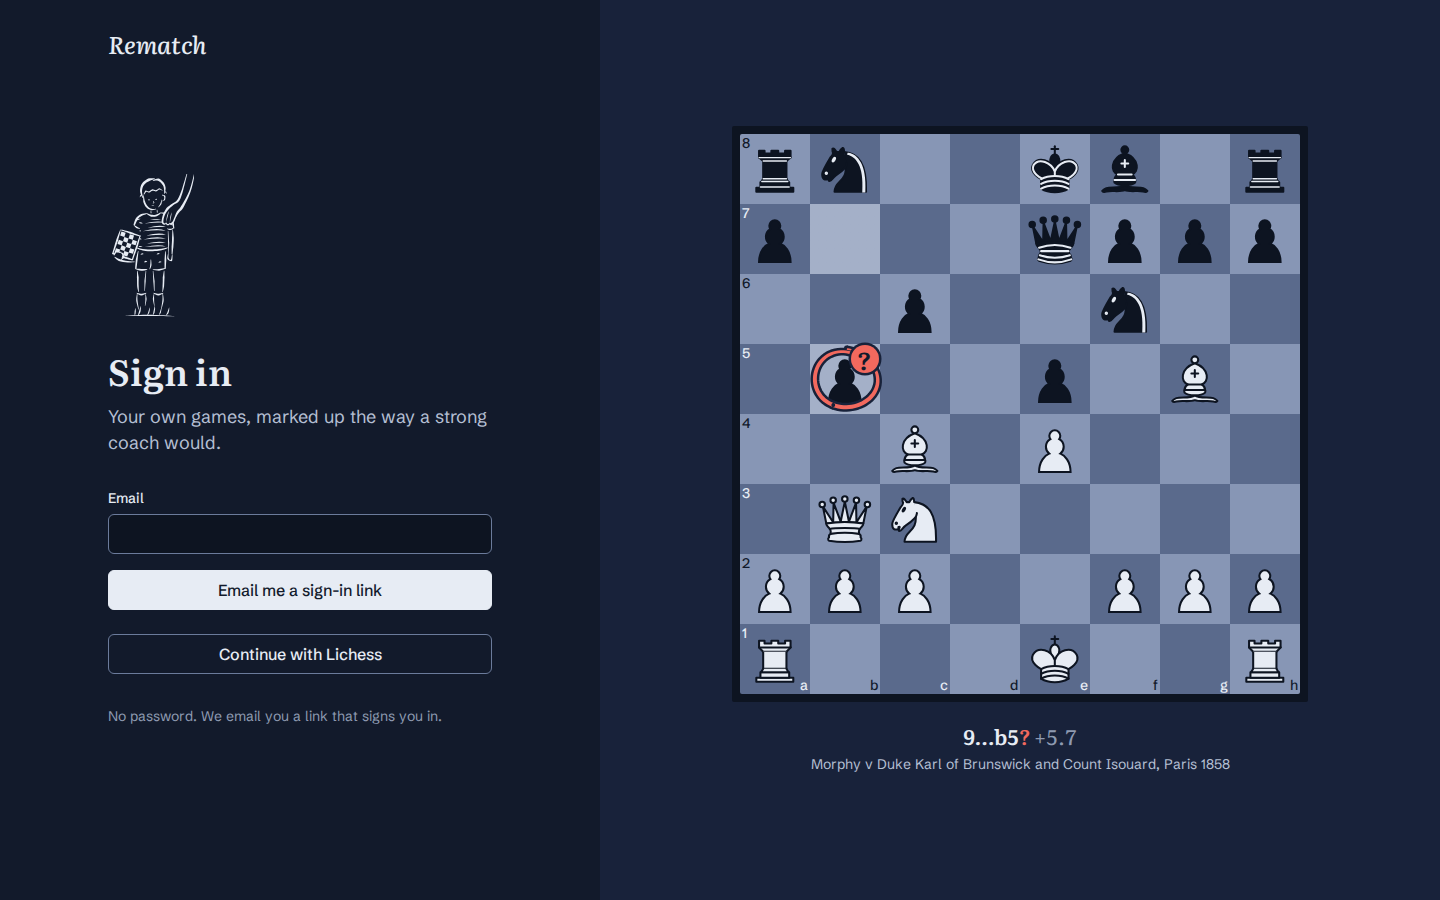 Rematch
Sign in
Your own games, marked up the way a strong
coach would.
Email
Email me a sign-in link
Continue with Lichess
No password. We email you a link that signs you in.
8
7
6
5
?
4
3
2
1
a b c d e f g h
9...b5? +5.7
Morphy v Duke Karl of Brunswick and Count Isouard, Paris 1858